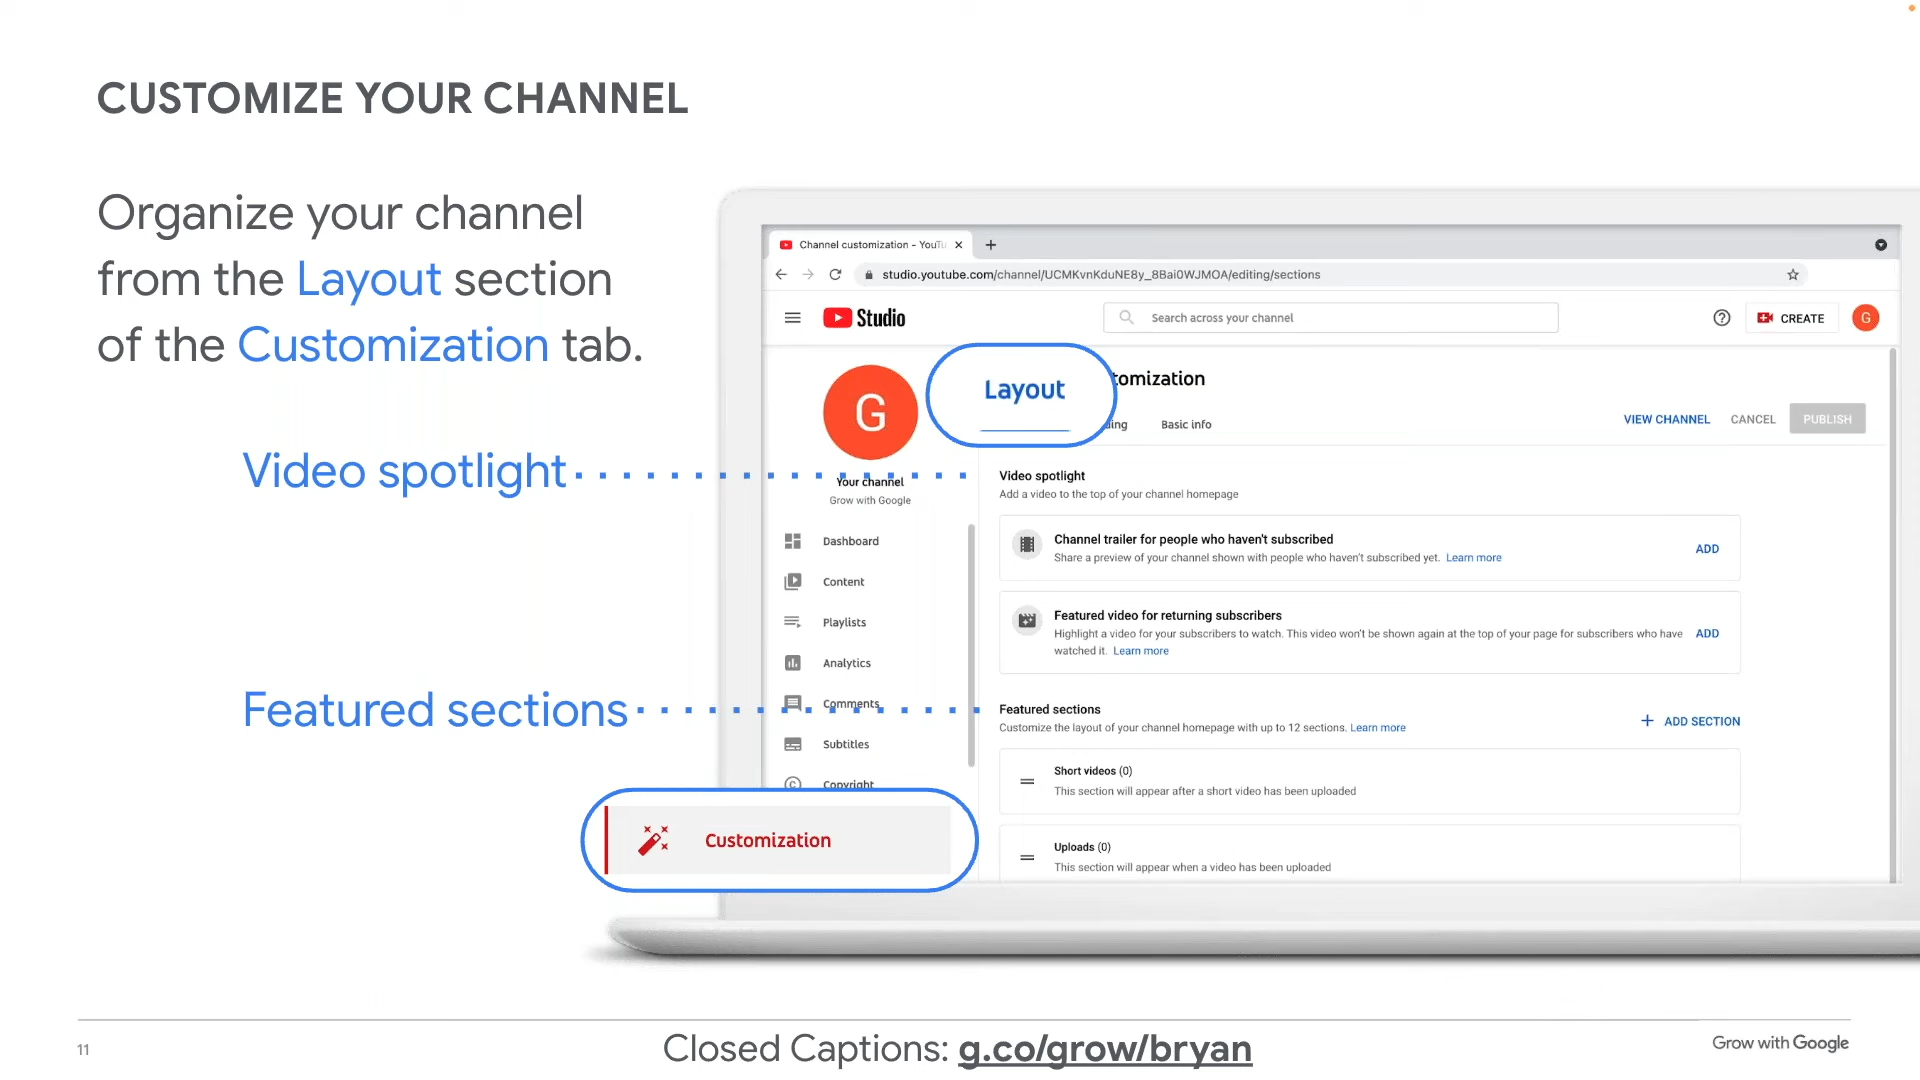 CUSTOMIZE YOUR CHANNEL
Organize your channel
from the Layout section
of the Customization tab.
Video spotlight
Featured sections
Channel customization - YouTu
studio.youtube.com/channel/UCMKvnKduNE8y_8Bai0WJMOA/editing/sections
Studio
Search across your channel
CREATE
G
G
Layout
tomization
ding
Basic info
VIEW CHANNEL
CANCEL
PUBLISH
Your channel
Grow with Google
Dashboard
Content
Playlists
Analytics
Comments
Subtitles
Copyright
Customization
Video spotlight
Add a video to the top of your channel homepage
Channel trailer for people who haven't subscribed
Share a preview of your channel shown with people who haven't subscribed yet. Learn more
ADD
Featured video for returning subscribers
Highlight a video for your subscribers to watch. This video won't be shown again at the top of your page for subscribers who have
watched it. Learn more
ADD
Featured sections
Customize the layout of your channel homepage with up to 12 sections. Learn more
+ ADD SECTION
Short videos (0)
This section will appear after a short video has been uploaded
Uploads (0)
This section will appear when a video has been uploaded
11
Closed Captions: g.co/grow/bryan
Grow with Google